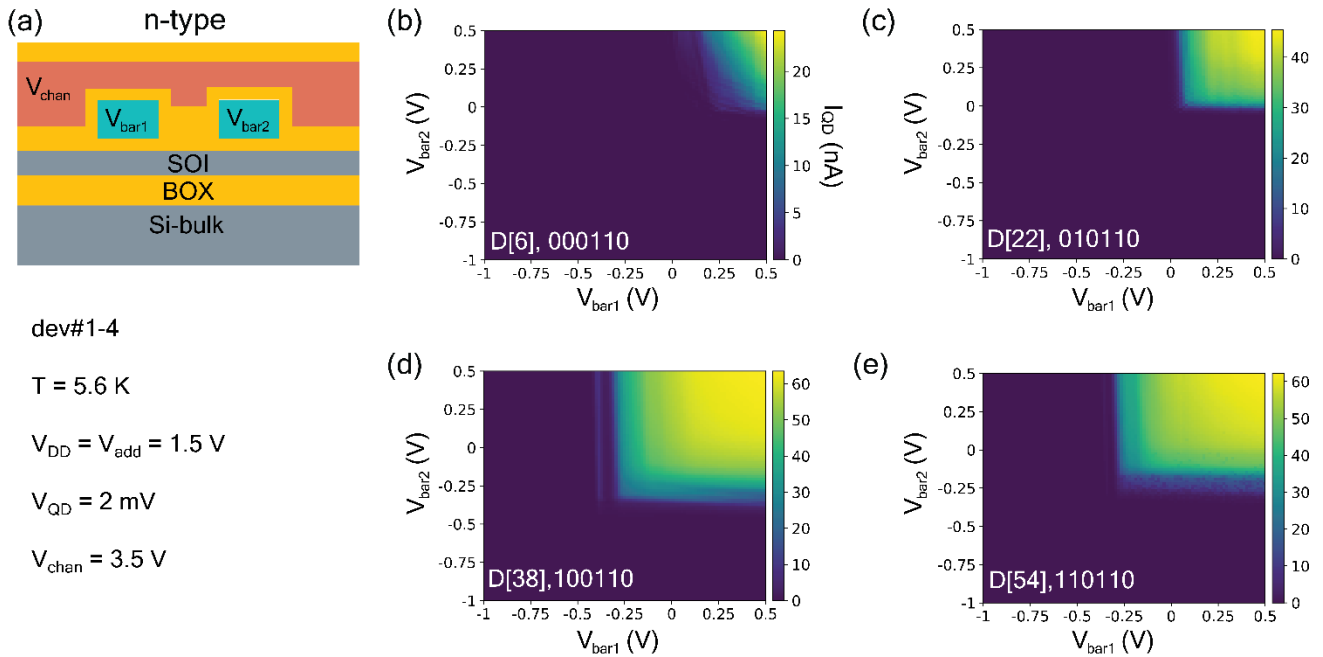 (a)
n-type
V_chan
V_bar1
V_bar2
SOI
BOX
Si-bulk
dev#1-4
T = 5.6 K
V_DD = V_add = 1.5 V
V_QD = 2 mV
V_chan = 3.5 V
(b)
V_bar2 (V)
0.5
0.25
0
-0.25
-0.5
-0.75
-1
D[6], 000110
-1 -0.75 -0.5 -0.25 0 0.25 0.5
V_bar1 (V)
20
15
10
5
0
I_QD (nA)
(c)
V_bar2 (V)
0.5
0.25
0
-0.25
-0.5
-0.75
-1
D[22], 010110
-1 -0.75 -0.5 -0.25 0 0.25 0.5
V_bar1 (V)
40
30
20
10
0
(d)
V_bar2 (V)
0.5
0.25
0
-0.25
-0.5
-0.75
-1
D[38],100110
-1 -0.75 -0.5 -0.25 0 0.25 0.5
V_bar1 (V)
60
50
40
30
20
10
0
(e)
V_bar2 (V)
0.5
0.25
0
-0.25
-0.5
-0.75
-1
D[54],110110
-1 -0.75 -0.5 -0.25 0 0.25 0.5
V_bar1 (V)
60
50
40
30
20
10
0